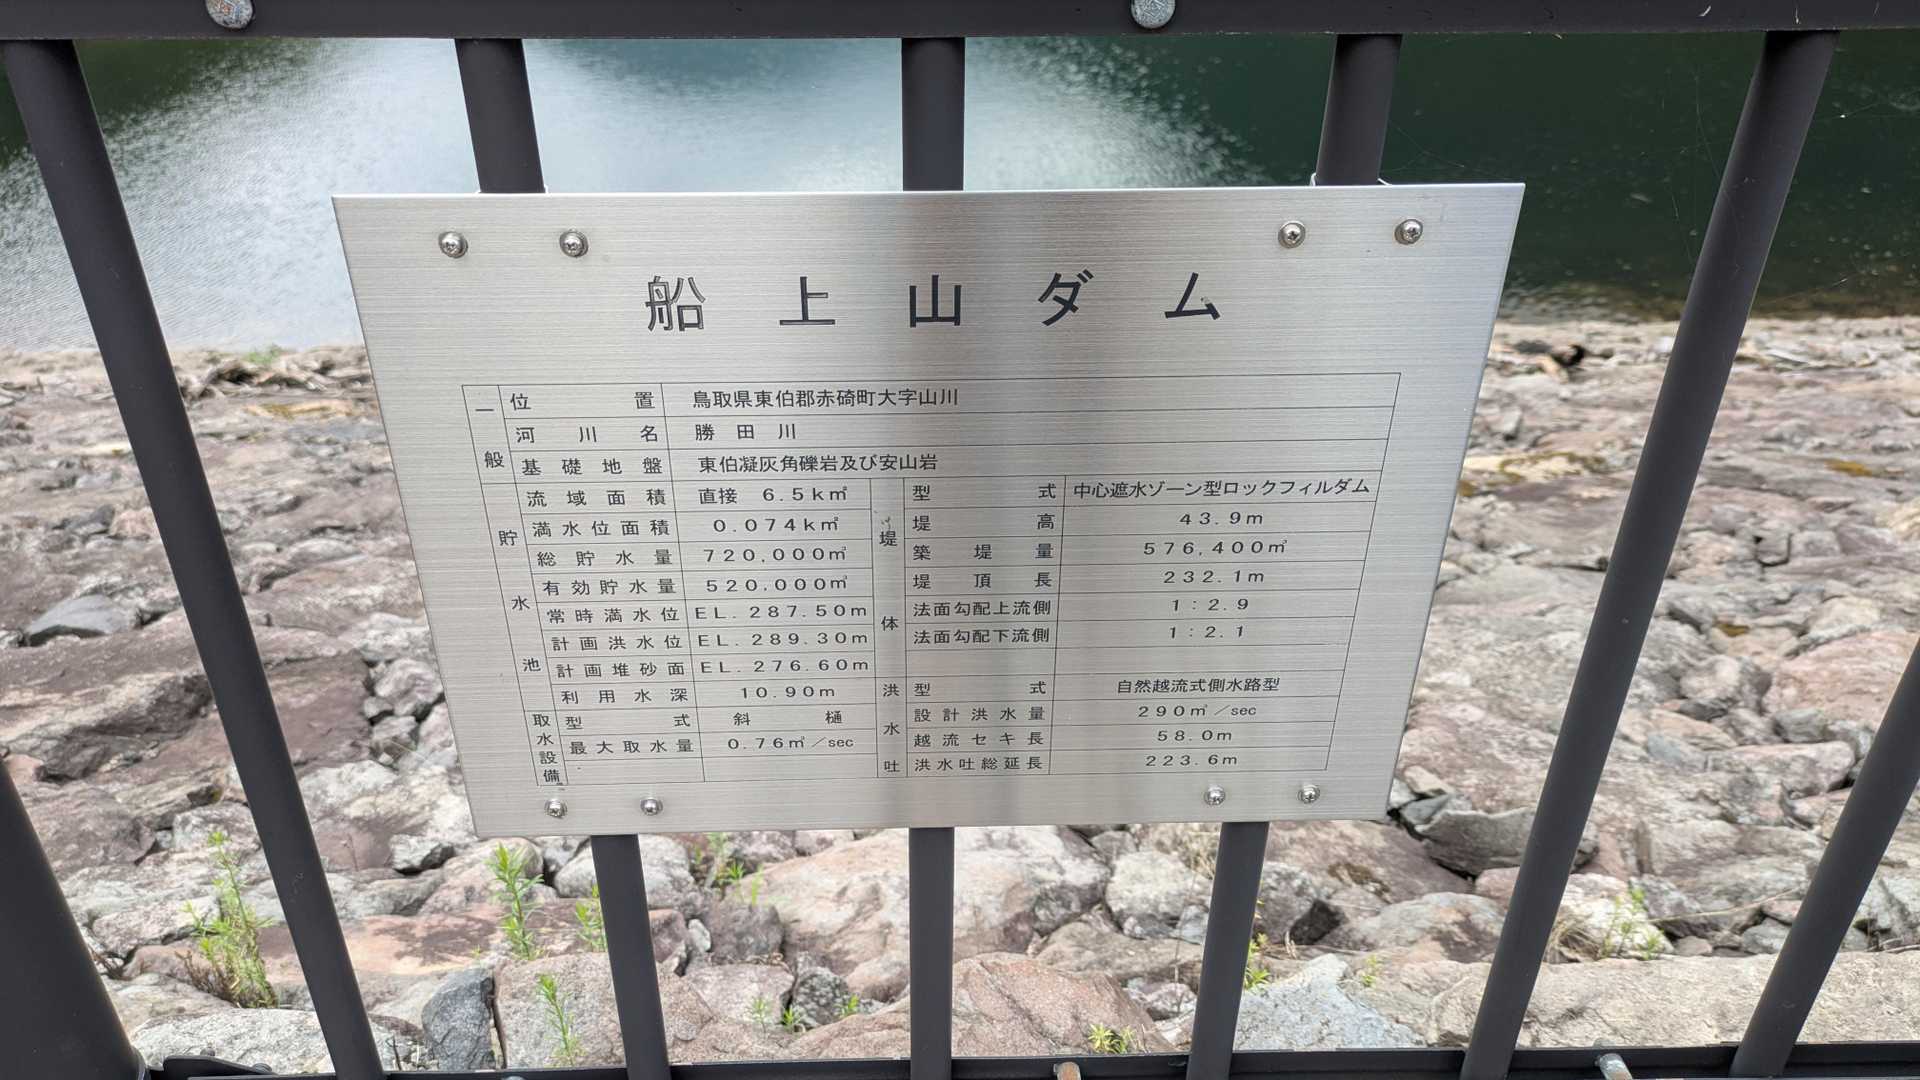 船上山ダム
一般
位置 鳥取県東伯郡赤碕町大字山川
河川名 勝田川
基礎地盤 東伯凝灰角礫岩及び安山岩
貯水池
流域面積 直接 6.5k㎡
満水位面積 0.074k㎡
総貯水量 720,000㎥
有効貯水量 520,000㎥
常時満水位 EL.287.50m
計画洪水位 EL.289.30m
計画堆砂面 EL.276.60m
利用水深 10.90m
取水設備
型式 斜樋
最大取水量 0.76㎥/sec
堤体
型式 中心遮水ゾーン型ロックフィルダム
堤高 43.9m
築堤量 576,400㎥
堤頂長 232.1m
法面勾配上流側 1:2.9
法面勾配下流側 1:2.1
洪水吐
型式 自然越流式側水路型
設計洪水量 290㎥/sec
越流セキ長 58.0m
洪水吐総延長 223.6m